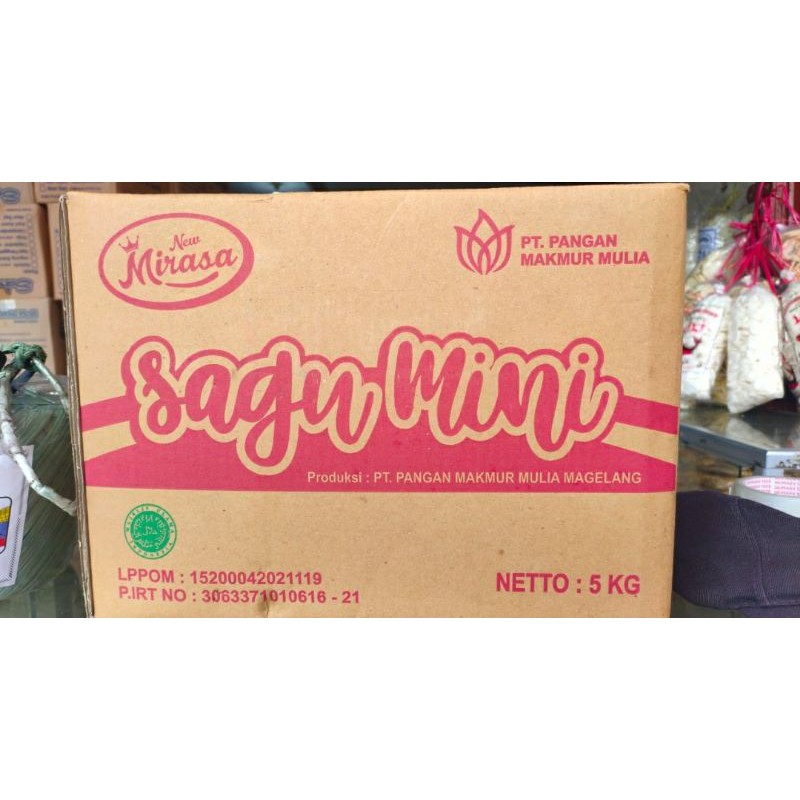 New
Mirasa
PT. PANGAN
MAKMUR MULIA
Sagu Mini
Produksi : PT. PANGAN MAKMUR MULIA MAGELANG
LPPOM : 15200042021119
P.IRT NO : 3063371010616 - 21
NETTO : 5 KG